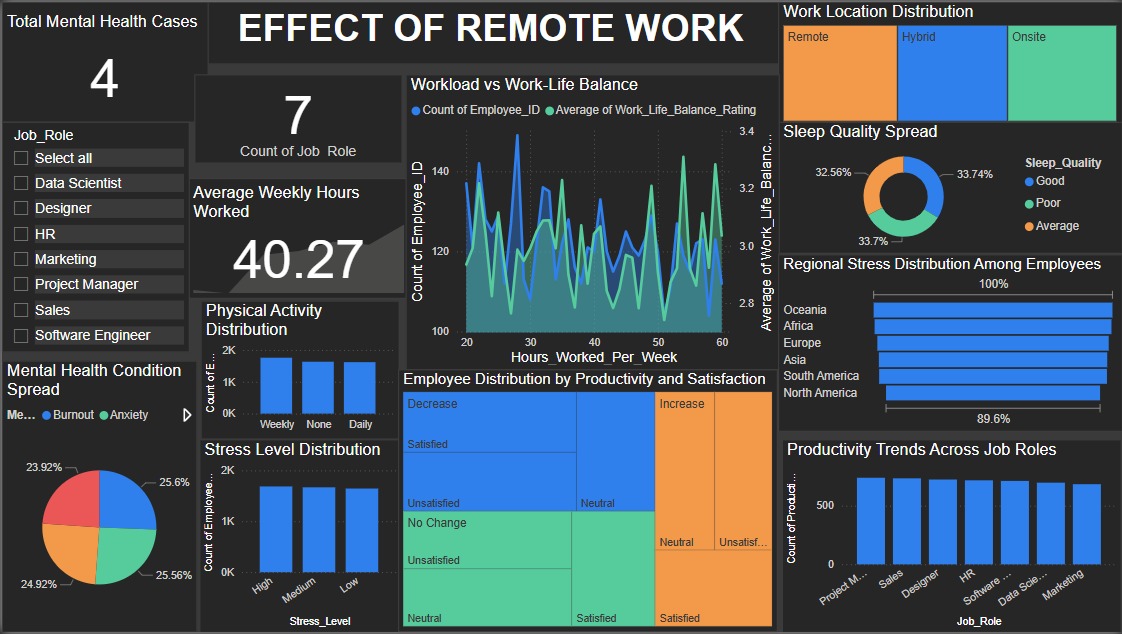 Total Mental Health Cases
4
EFFECT OF REMOTE WORK
Job_Role
Select all
Data Scientist
Designer
HR
Marketing
Project Manager
Sales
Software Engineer
7
Count of Job_Role
Average Weekly Hours
Worked
40.27
Workload vs Work-Life Balance
Count of Employee_ID
Average of Work_Life_Balance_Rating
Count of Employee_ID
140
120
100
3.4
3.2
3.0
2.8
Average of Work_Life_Balanc...
20
30
40
50
60
Hours_Worked_Per_Week
Work Location Distribution
Remote
Hybrid
Onsite
Sleep Quality Spread
32.56%
33.74%
33.7%
Sleep_Quality
Good
Poor
Average
Regional Stress Distribution Among Employees
100%
Oceania
Africa
Europe
Asia
South America
North America
89.6%
Physical Activity
Distribution
Count of E...
2K
1K
0K
Weekly
None
Daily
Mental Health Condition
Spread
Me...
Burnout
Anxiety
23.92%
25.6%
24.92%
25.56%
Stress Level Distribution
Count of Employee...
2K
1K
0K
High
Medium
Low
Stress_Level
Employee Distribution by Productivity and Satisfaction
Decrease
Satisfied
Unsatisfied
Neutral
No Change
Unsatisfied
Neutral
Satisfied
Increase
Neutral
Unsatisf...
Satisfied
Productivity Trends Across Job Roles
Count of Producti...
500
0
Project M...
Sales
Designer
HR
Software ...
Data Scie...
Marketing
Job_Role